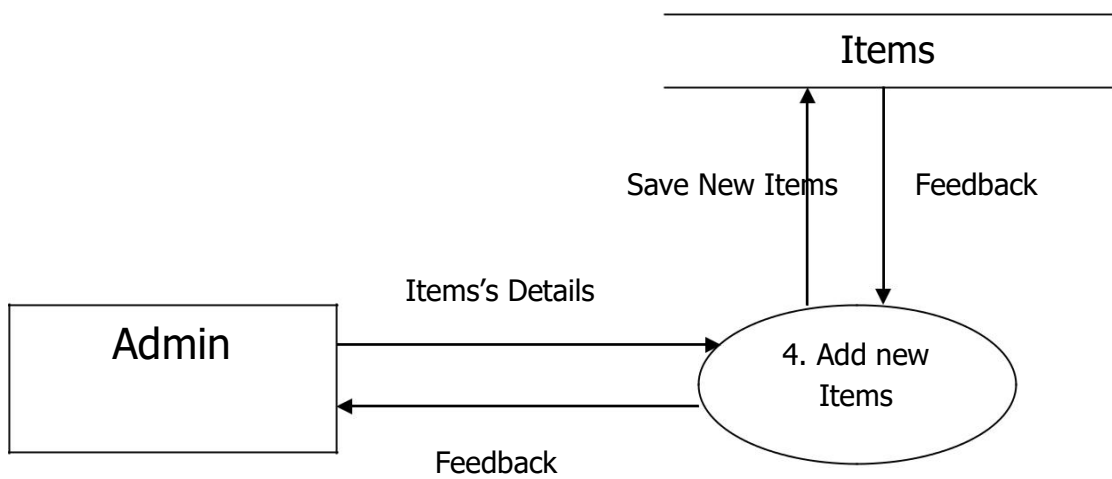 Items
Save New Items
Feedback
Items’s Details
Admin
4. Add new
Items
Feedback